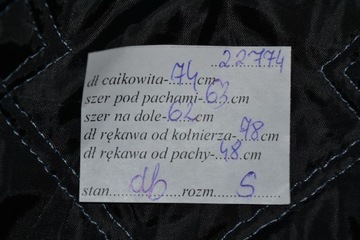 ..22774
dł całkowita-..74..cm
szer pod pachami-.63.cm
szer na dole-..62..cm
dł rękawa od kołnierza-..78..cm
dł rękawa od pachy-..48..cm
stan......db......rozm....S.....